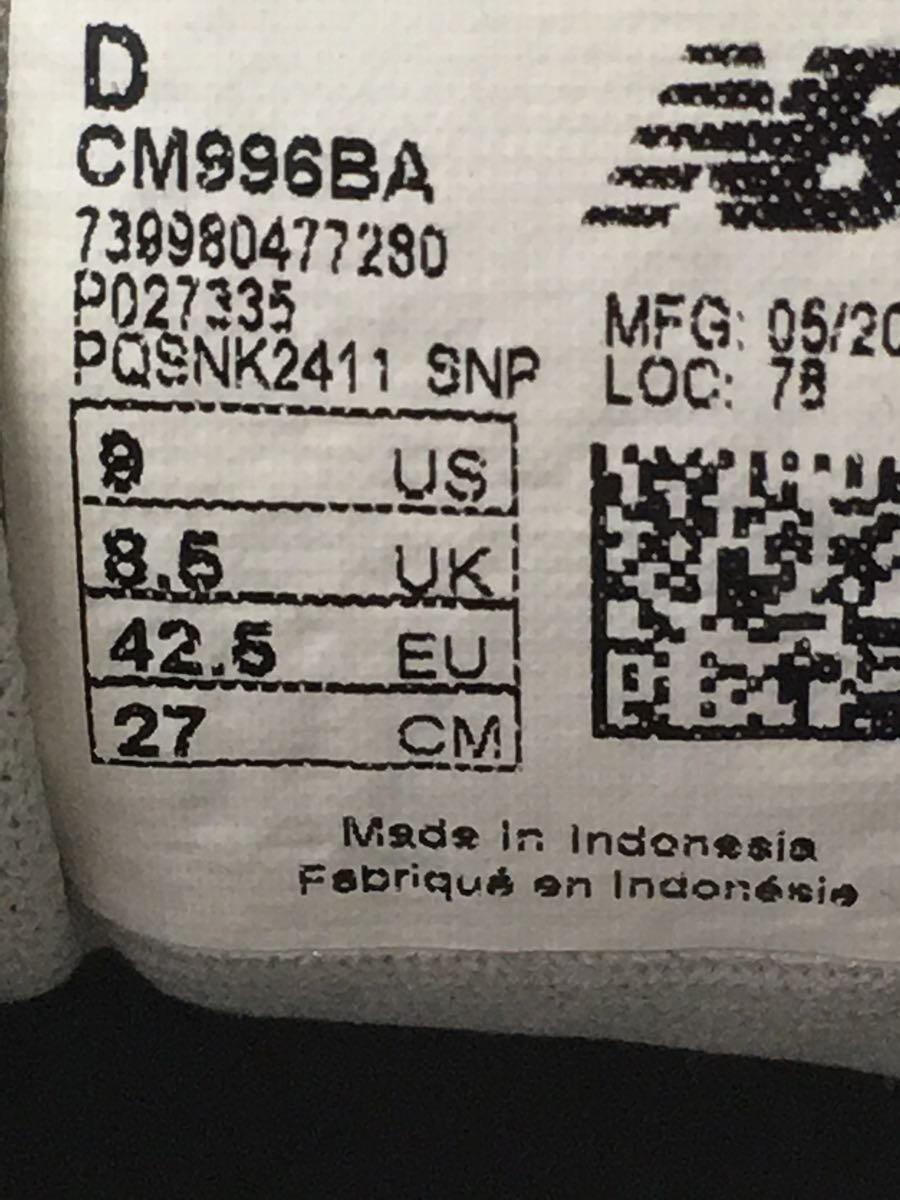 D
CM996BA
739980477280
P027335
PQSNK2411 SNP
MFG: 05/20
LOC: 78
9 US
8.5 UK
42.5 EU
27 CM
Made in Indonesia
Fabriqué en Indonésie